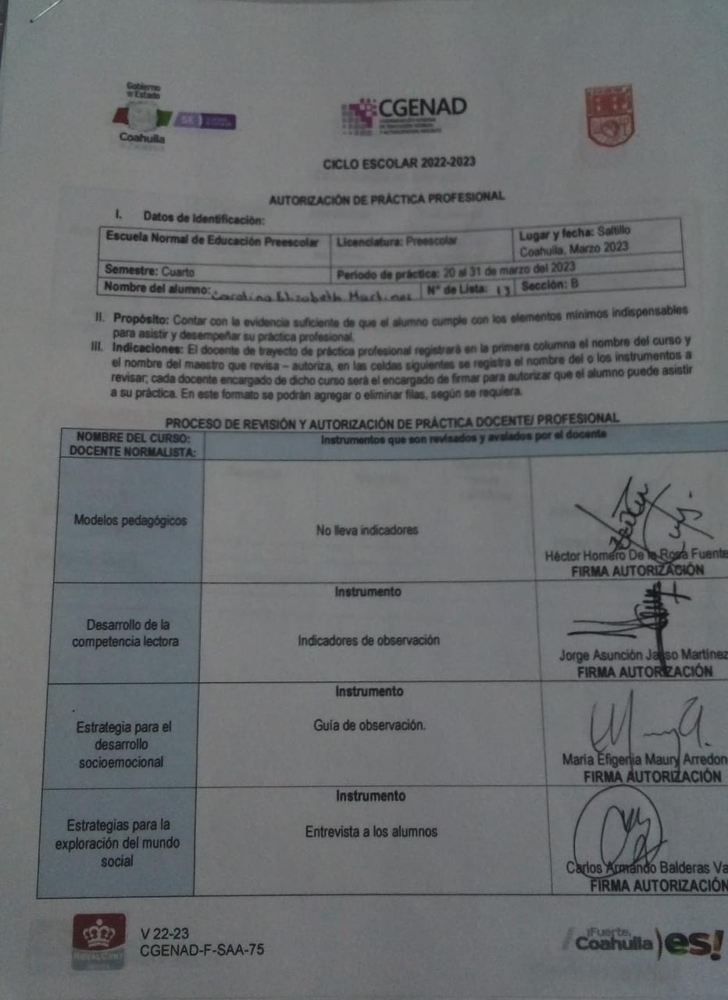 Gobierno
de Estado
Coahuila
CGENAD
CICLO ESCOLAR 2022-2023
AUTORIZACIÓN DE PRÁCTICA PROFESIONAL
I. Datos de Identificación:
Escuela Normal de Educación Preescolar Licenciatura: Preescolar Lugar y fecha: Saltillo
Coahuila, Marzo 2023
Semestre: Cuarto Periodo de práctica: 20 al 31 de marzo del 2023
Nombre del alumno: Carolina Elizabeth Martinez N° de Lista: 13 Sección: B
II. Propósito: Contar con la evidencia suficiente de que el alumno cumple con los elementos mínimos indispensables
para asistir y desempeñar su práctica profesional.
III. Indicaciones: El docente de trayecto de práctica profesional registrará en la primera columna el nombre del curso y
el nombre del maestro que revisa – autoriza, en las celdas siguientes se registra el nombre del o los instrumentos a
revisar; cada docente encargado de dicho curso será el encargado de firmar para autorizar que el alumno puede asistir
a su práctica. En este formato se podrán agregar o eliminar filas, según se requiera.
PROCESO DE REVISIÓN Y AUTORIZACIÓN DE PRÁCTICA DOCENTE/ PROFESIONAL
NOMBRE DEL CURSO:
DOCENTE NORMALISTA:
Instrumentos que son revisados y avalados por el docente
Modelos pedagógicos
No lleva indicadores
Héctor Homero De la Rosa Fuente
FIRMA AUTORIZACIÓN
Desarrollo de la
competencia lectora
Instrumento
Indicadores de observación
Jorge Asunción Jasso Martínez
FIRMA AUTORIZACIÓN
Estrategia para el
desarrollo
socioemocional
Instrumento
Guía de observación.
María Efigenia Maury Arredon
FIRMA AUTORIZACIÓN
Estrategias para la
exploración del mundo
social
Instrumento
Entrevista a los alumnos
Carlos Armando Balderas Va
FIRMA AUTORIZACIÓN
V 22-23
CGENAD-F-SAA-75
¡Fuerte,
Coahuila es!